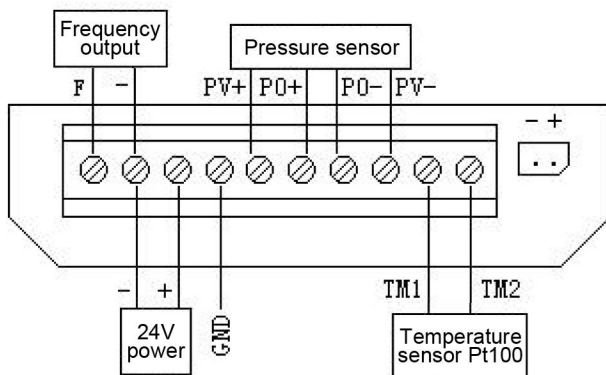 Frequency
output
Pressure sensor
F - PV+ PO+ PO- PV-
- +
- +
TM1 TM2
24V
power
GND
Temperature
sensor Pt100